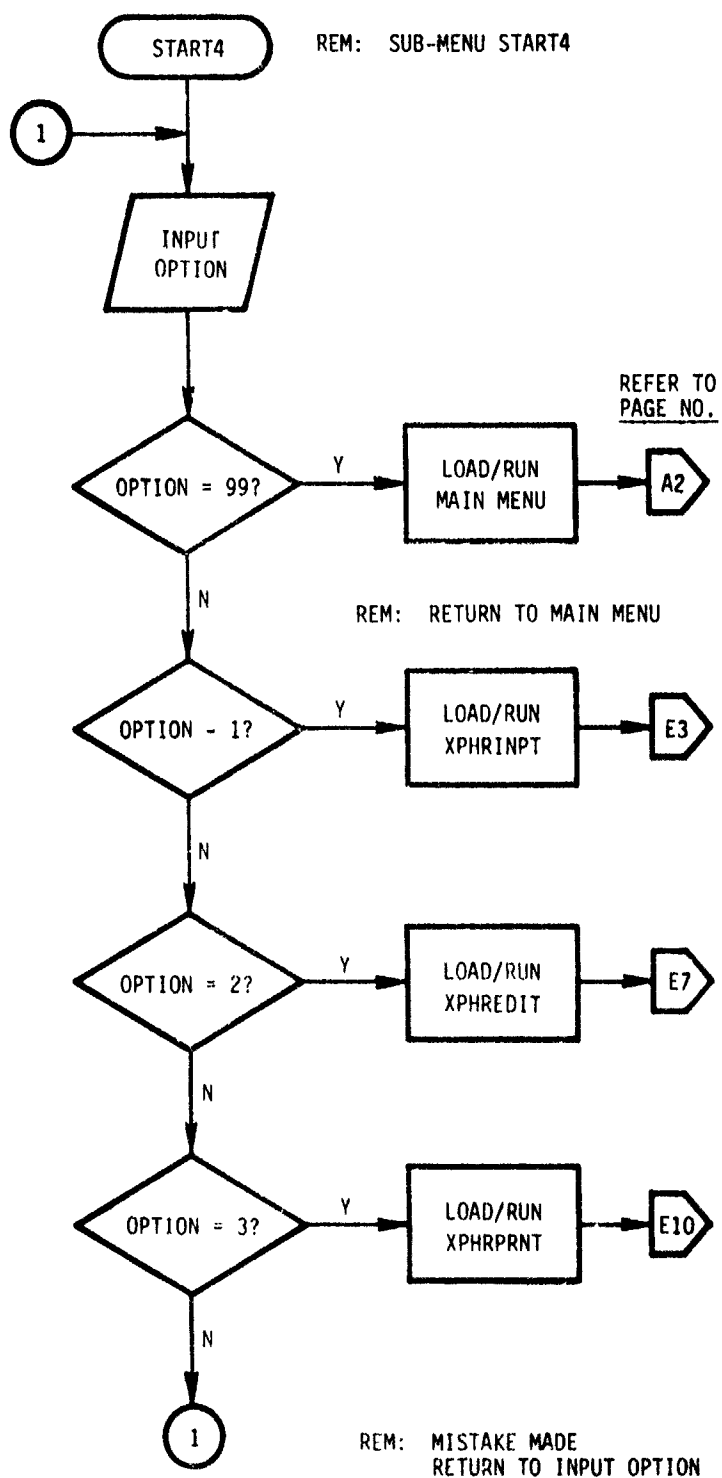 START4
REM: SUB-MENU START4
1
INPUT
OPTION
REFER TO
PAGE NO.
OPTION = 99?
Y
LOAD/RUN
MAIN MENU
A2
N
REM: RETURN TO MAIN MENU
OPTION - 1?
Y
LOAD/RUN
XPHRINPT
E3
N
OPTION = 2?
Y
LOAD/RUN
XPHREDIT
E7
N
OPTION = 3?
Y
LOAD/RUN
XPHRPRNT
E10
N
1
REM: MISTAKE MADE
RETURN TO INPUT OPTION